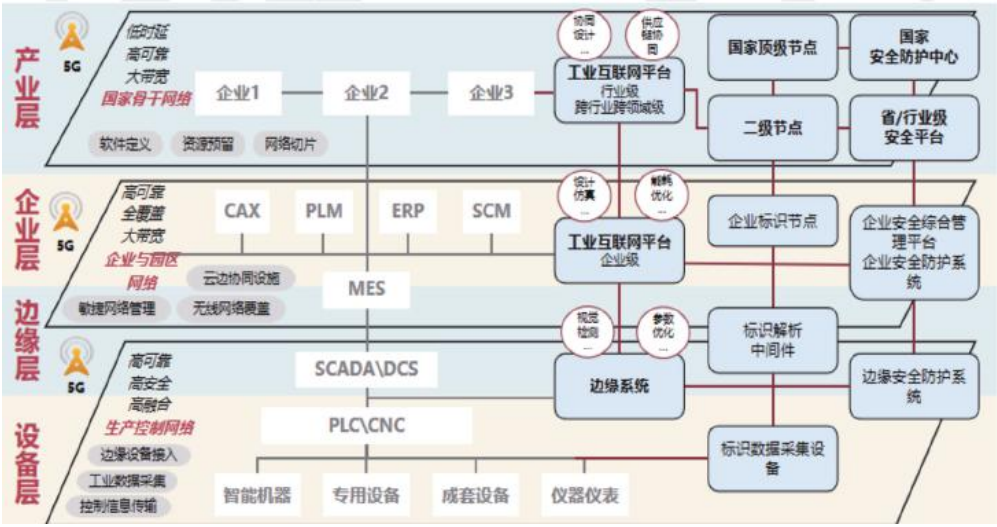 产业层
5G
低时延
高可靠
大带宽
国家骨干网络
软件定义
资源预留
网络切片
企业1
企业2
企业3
协同
设计
...
供应
链协
同
工业互联网平台
行业级
跨行业跨领域级
国家顶级节点
国家
安全防护中心
二级节点
省/行业级
安全平台
企业层
5G
高可靠
全覆盖
大带宽
企业与园区
网络
云边协同设施
敏捷网络管理
无线网络覆盖
CAX
PLM
ERP
SCM
MES
设计
仿真
...
能耗
优化
...
工业互联网平台
企业级
企业标识节点
企业安全综合管
理平台
企业安全防护系
统
边缘层
5G
高可靠
高安全
高融合
生产控制网络
SCADA\DCS
视觉
检测
...
参数
优化
...
边缘系统
标识解析
中间件
边缘安全防护系
统
设备层
边缘设备接入
工业数据采集
控制信息传输
PLC\CNC
智能机器
专用设备
成套设备
仪器仪表
标识数据采集设
备